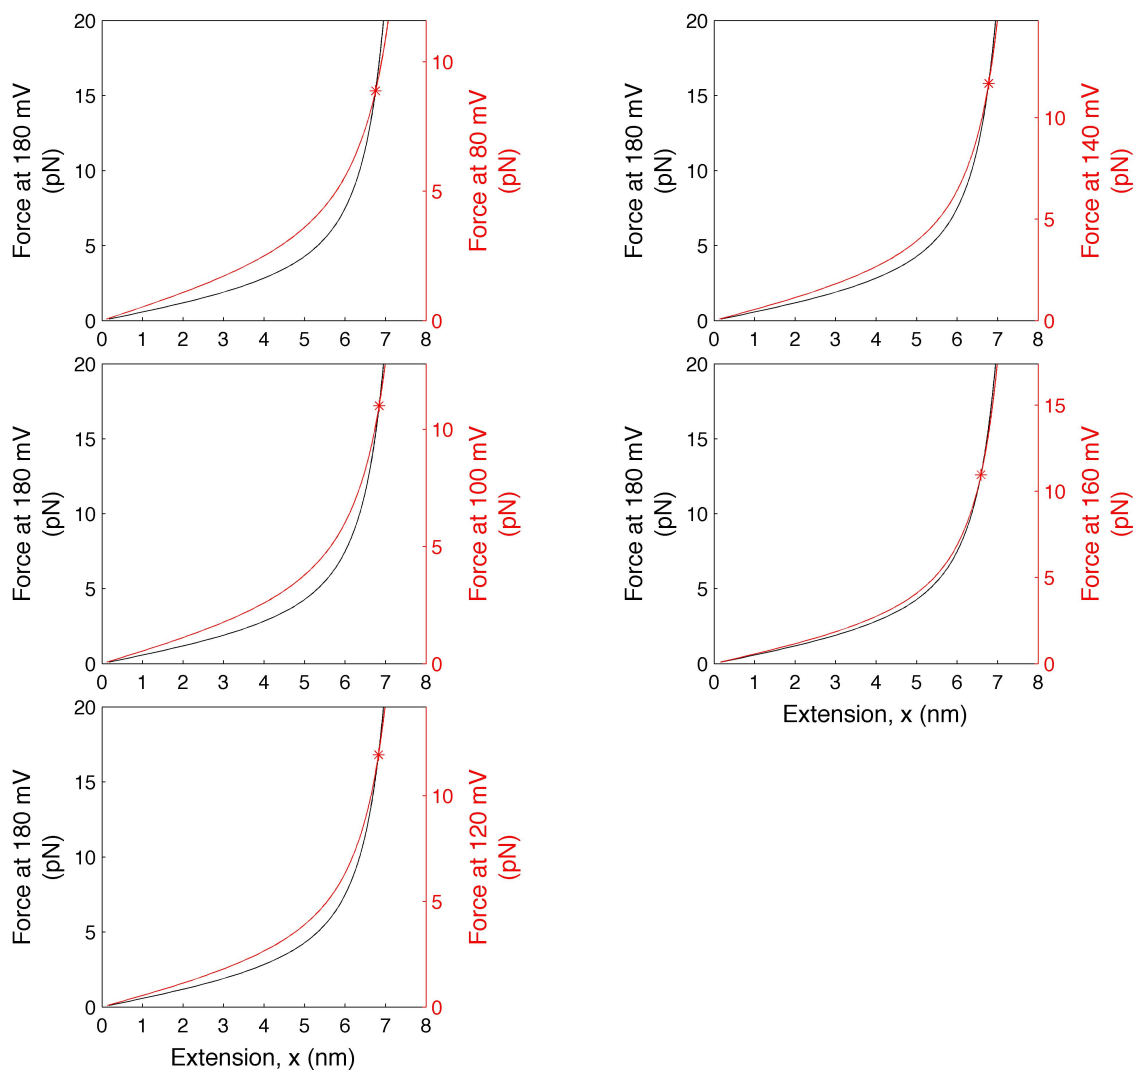 Force at 180 mV
(pN)
20
15
10
5
0
0 1 2 3 4 5 6 7 8
10
5
0
Force at 80 mV
(pN)
Force at 180 mV
(pN)
20
15
10
5
0
0 1 2 3 4 5 6 7 8
10
5
0
Force at 140 mV
(pN)
Force at 180 mV
(pN)
20
15
10
5
0
0 1 2 3 4 5 6 7 8
10
5
0
Force at 100 mV
(pN)
Force at 180 mV
(pN)
20
15
10
5
0
0 1 2 3 4 5 6 7 8
Extension, x (nm)
15
10
5
0
Force at 160 mV
(pN)
Force at 180 mV
(pN)
20
15
10
5
0
0 1 2 3 4 5 6 7 8
Extension, x (nm)
10
5
0
Force at 120 mV
(pN)